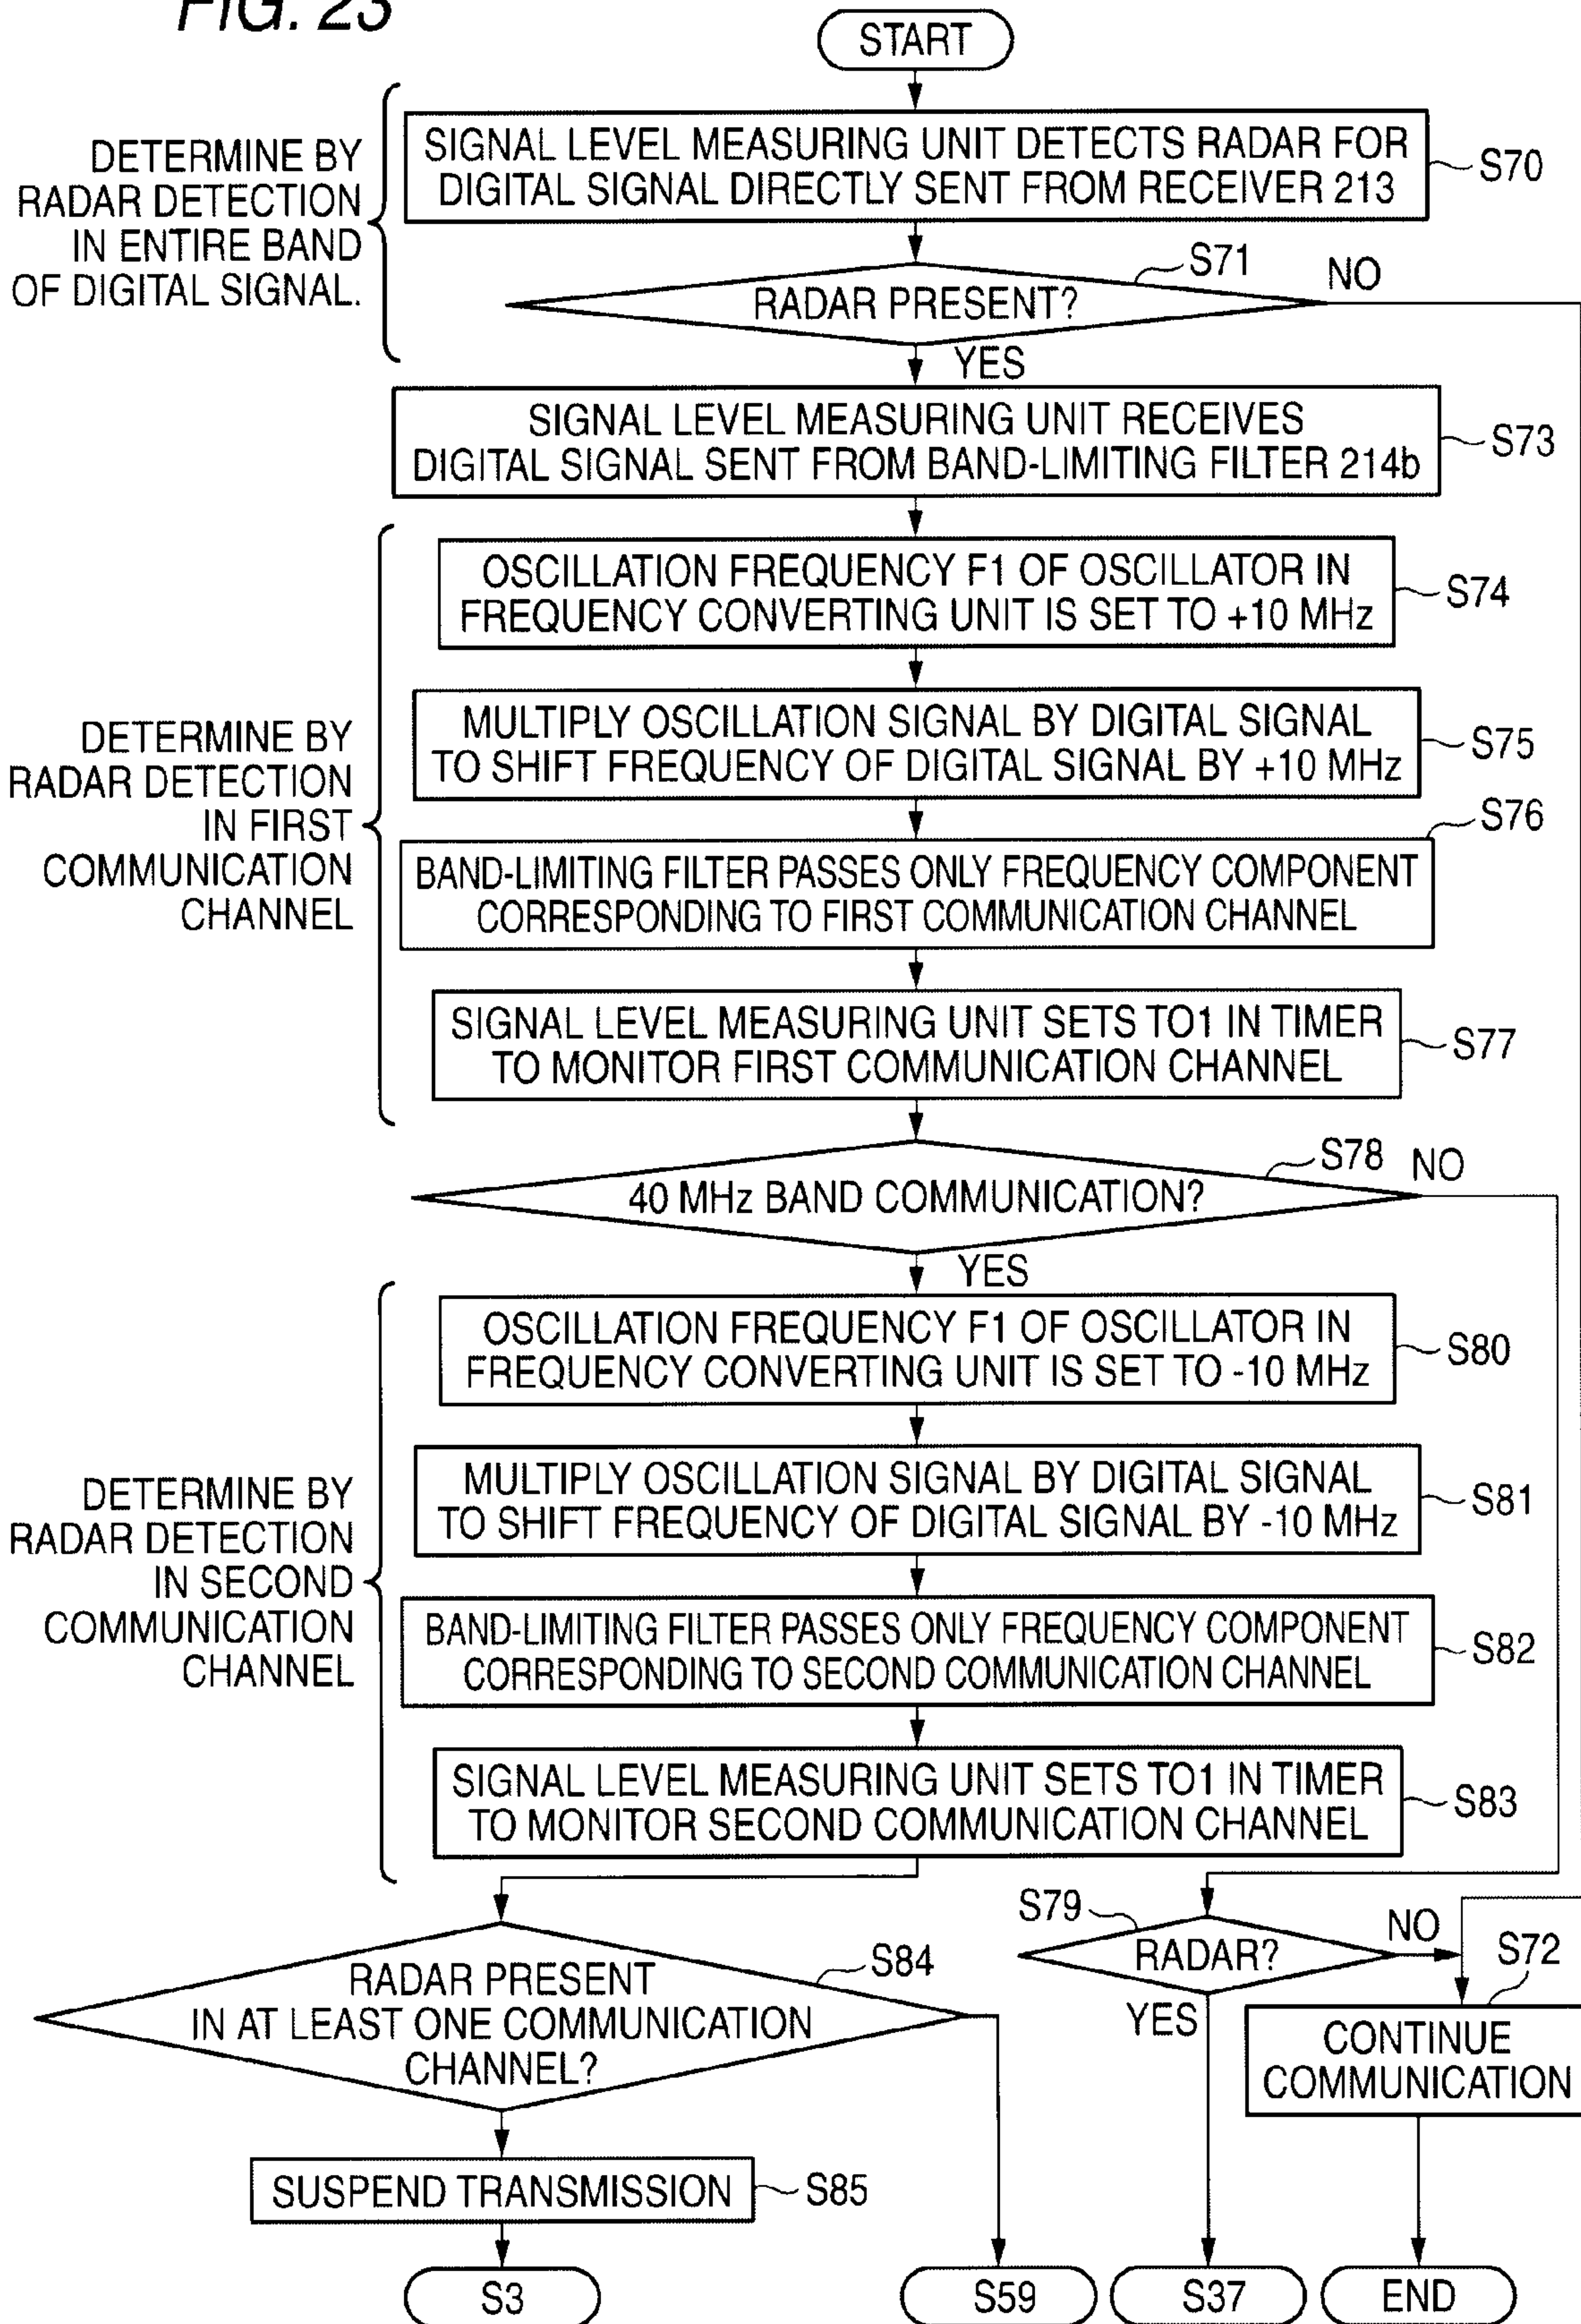 FIG. 23
START
DETERMINE BY
RADAR DETECTION
IN ENTIRE BAND
OF DIGITAL SIGNAL.
SIGNAL LEVEL MEASURING UNIT DETECTS RADAR FOR
DIGITAL SIGNAL DIRECTLY SENT FROM RECEIVER 213
S70
S71
NO
RADAR PRESENT?
YES
SIGNAL LEVEL MEASURING UNIT RECEIVES
DIGITAL SIGNAL SENT FROM BAND-LIMITING FILTER 214b
S73
DETERMINE BY
RADAR DETECTION
IN FIRST
COMMUNICATION
CHANNEL
OSCILLATION FREQUENCY F1 OF OSCILLATOR IN
FREQUENCY CONVERTING UNIT IS SET TO +10 MHz
S74
MULTIPLY OSCILLATION SIGNAL BY DIGITAL SIGNAL
TO SHIFT FREQUENCY OF DIGITAL SIGNAL BY +10 MHz
S75
S76
BAND-LIMITING FILTER PASSES ONLY FREQUENCY COMPONENT
CORRESPONDING TO FIRST COMMUNICATION CHANNEL
SIGNAL LEVEL MEASURING UNIT SETS TO1 IN TIMER
TO MONITOR FIRST COMMUNICATION CHANNEL
S77
S78
NO
40 MHz BAND COMMUNICATION?
YES
DETERMINE BY
RADAR DETECTION
IN SECOND
COMMUNICATION
CHANNEL
OSCILLATION FREQUENCY F1 OF OSCILLATOR IN
FREQUENCY CONVERTING UNIT IS SET TO -10 MHz
S80
MULTIPLY OSCILLATION SIGNAL BY DIGITAL SIGNAL
TO SHIFT FREQUENCY OF DIGITAL SIGNAL BY -10 MHz
S81
BAND-LIMITING FILTER PASSES ONLY FREQUENCY COMPONENT
CORRESPONDING TO SECOND COMMUNICATION CHANNEL
S82
SIGNAL LEVEL MEASURING UNIT SETS TO1 IN TIMER
TO MONITOR SECOND COMMUNICATION CHANNEL
S83
S79
NO
RADAR?
YES
S72
CONTINUE
COMMUNICATION
S84
RADAR PRESENT
IN AT LEAST ONE COMMUNICATION
CHANNEL?
SUSPEND TRANSMISSION
S85
S3
S59
S37
END